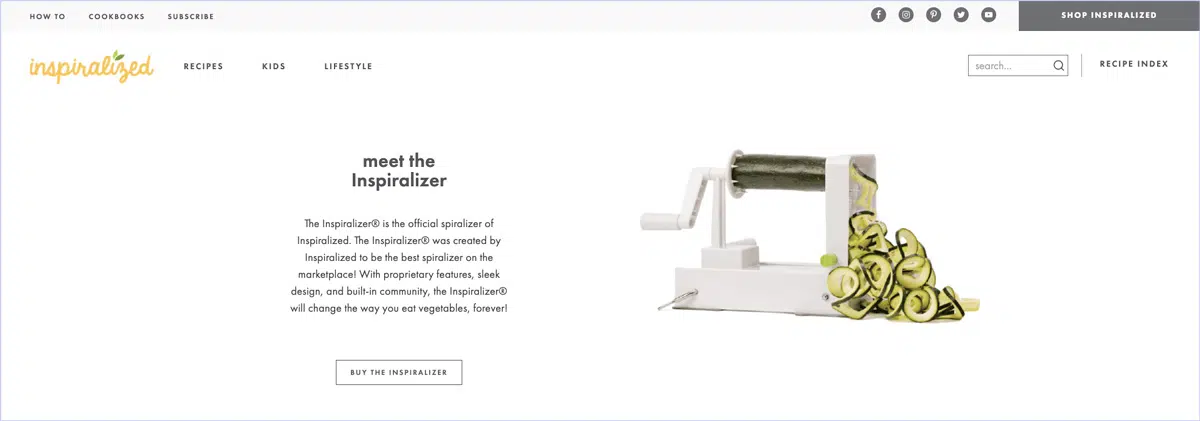 HOW TO
COOKBOOKS
SUBSCRIBE
SHOP INSPIRALIZED
inspiralized
RECIPES
KIDS
LIFESTYLE
search...
RECIPE INDEX
meet the
Inspiralizer
The Inspiralizer® is the official spiralizer of
Inspiralized. The Inspiralizer® was created by
Inspiralized to be the best spiralizer on the
marketplace! With proprietary features, sleek
design, and built-in community, the Inspiralizer®
will change the way you eat vegetables, forever!
BUY THE INSPIRALIZER